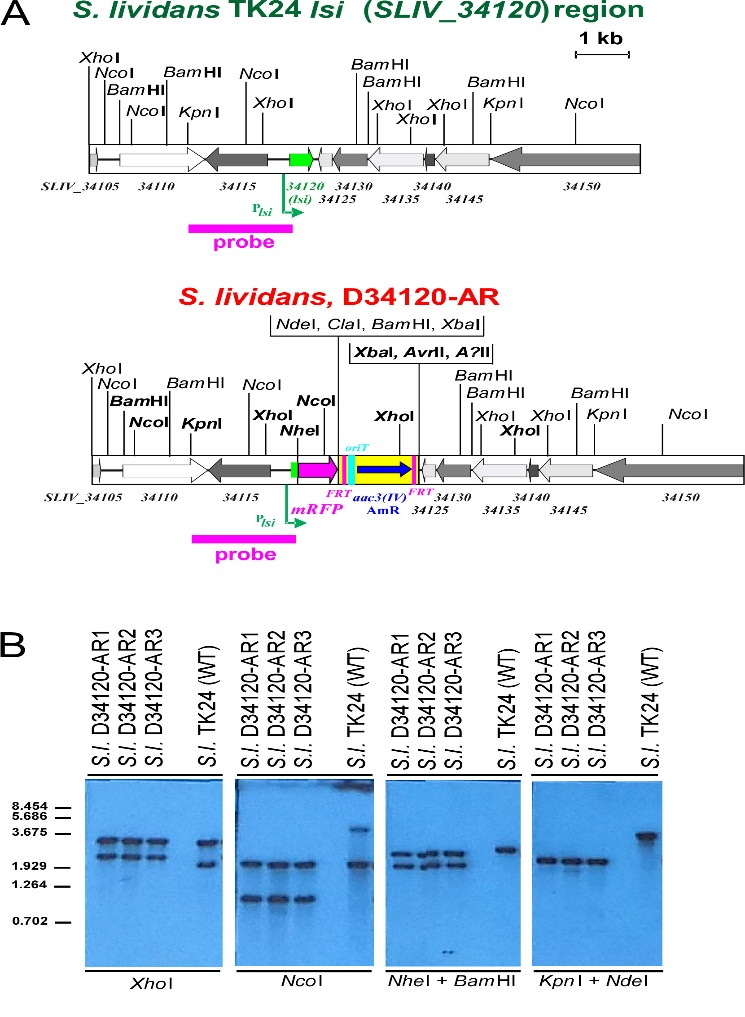 A
S. lividans TK24 lsi (SLIV_34120) region
1 kb
XhoI
NcoI
BamHI
NcoI
BamHI
KpnI
NcoI
XhoI
BamHI
BamHI
XhoI
XhoI
XhoI
BamHI
KpnI
NcoI
SLIV_34105 34110 34115 34120 34130 34140 34150
(lsi) 34125 34135 34145
Plsi
probe
S. lividans, D34120-AR
NdeI, ClaI, BamHI, XbaI
XbaI, AvrII, A?II
XhoI
NcoI
BamHI
NcoI
BamHI
KpnI
NcoI
XhoI
NheI
NcoI
XhoI
BamHI
BamHI
XhoI
XhoI
XhoI
BamHI
KpnI
NcoI
oriT
SLIV_34105 34110 34115 FRT aac3(IV) FRT 34130 34140 34150
mRFP AmR 34125 34135 34145
Plsi
probe
B
S.l. D34120-AR1
S.l. D34120-AR2
S.l. D34120-AR3
S.l. TK24 (WT)
S.l. D34120-AR1
S.l. D34120-AR2
S.l. D34120-AR3
S.l. TK24 (WT)
S.l. D34120-AR1
S.l. D34120-AR2
S.l. D34120-AR3
S.l. TK24 (WT)
S.l. D34120-AR1
S.l. D34120-AR2
S.l. D34120-AR3
S.l. TK24 (WT)
8.454
5.686
3.675
1.929
1.264
0.702
XhoI
NcoI
NheI + BamHI
KpnI + NdeI